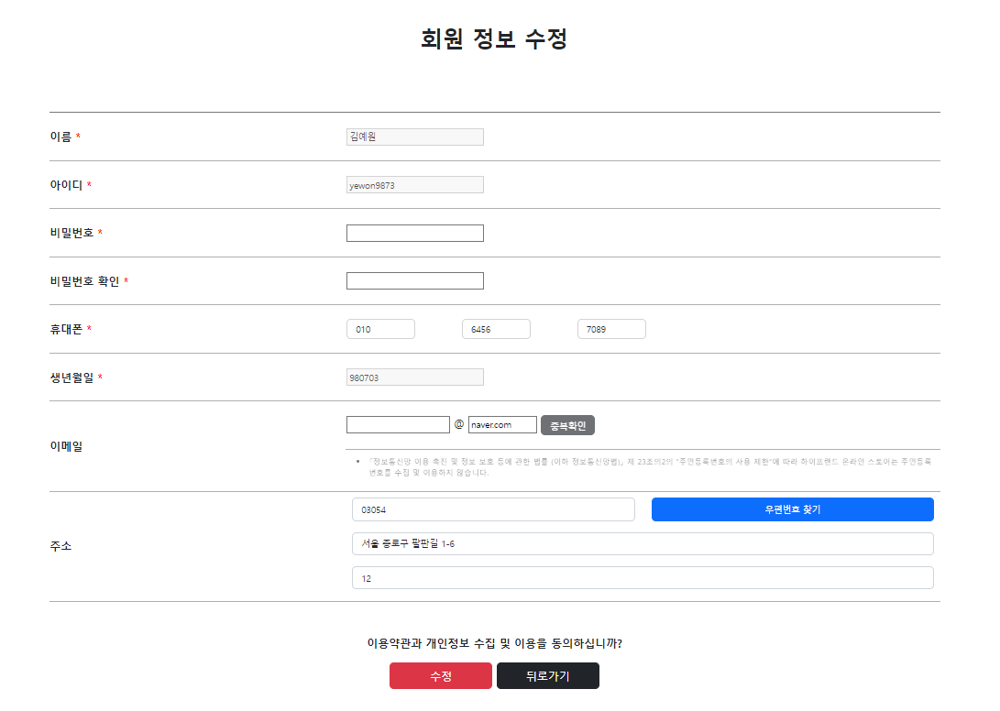 회원 정보 수정
이름 *
김예원
아이디 *
yewon9873
비밀번호 *
비밀번호 확인 *
휴대폰 *
010 6456 7089
생년월일 *
980703
이메일
@ naver.com 중복확인
• 「정보통신망 이용 촉진 및 정보 보호 등에 관한 법률 (이하 정보통신망법)」 제 23조의2의 "주민등록번호의 사용 제한"에 따라 하이프랜드 온라인 스토어는 주민등록
번호를 수집 및 이용하지 않습니다.
주소
03054 우편번호 찾기
서울 종로구 팔판길 1-6
12
이용약관과 개인정보 수집 및 이용을 동의하십니까?
수정 뒤로가기